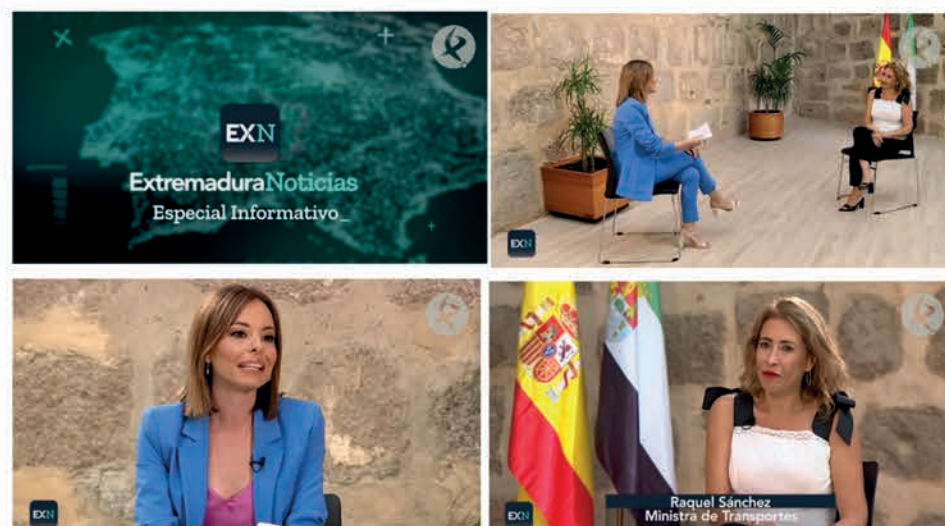 EXN
ExtremaduraNoticias
Especial Informativo_
EXN
EXN
EXN
Raquel Sánchez
Ministra de Transportes